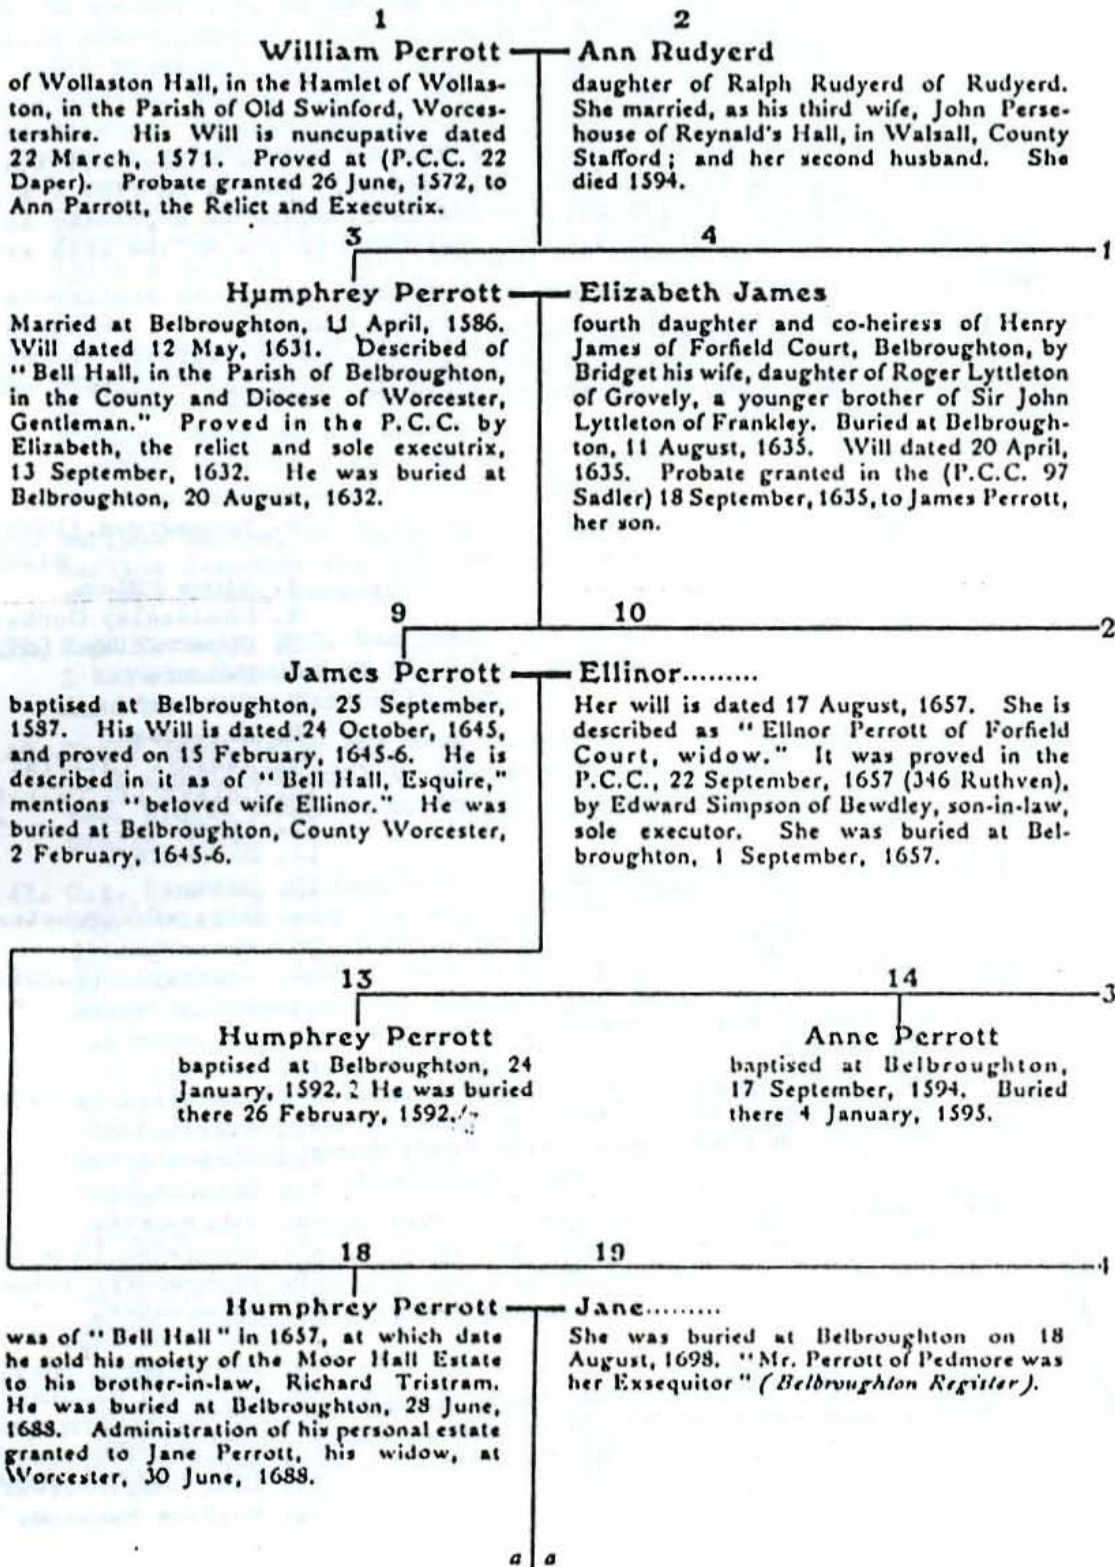 1
2
William Perrott
of Wollaston Hall, in the Hamlet of Wollas-
ton, in the Parish of Old Swinford, Worces-
tershire. His Will is nuncupative dated
22 March, 1571. Proved at (P.C.C. 22
Daper). Probate granted 26 June, 1572, to
Ann Parrott, the Relict and Executrix.
Ann Rudyerd
daughter of Ralph Rudyerd of Rudyerd.
She married, as his third wife, John Perse-
house of Reynald's Hall, in Walsall, County
Stafford; and her second husband. She
died 1594.
3
4
1
Humphrey Perrott
Married at Belbroughton, April, 1586.
Will dated 12 May, 1631. Described of
"Bell Hall, in the Parish of Belbroughton,
in the County and Diocese of Worcester,
Gentleman." Proved in the P.C.C. by
Elizabeth, the relict and sole executrix,
13 September, 1632. He was buried at
Belbroughton, 20 August, 1632.
Elizabeth James
fourth daughter and co-heiress of Henry
James of Forfield Court, Belbroughton, by
Bridget his wife, daughter of Roger Lyttleton
of Grovely, a younger brother of Sir John
Lyttleton of Frankley. Buried at Belbrough-
ton, 11 August, 1635. Will dated 20 April,
1635. Probate granted in the (P.C.C. 97
Sadler) 18 September, 1635, to James Perrott,
her son.
9
10
2
James Perrott
baptised at Belbroughton, 25 September,
1587. His Will is dated 24 October, 1645,
and proved on 15 February, 1645-6. He is
described in it as of "Bell Hall, Esquire,"
mentions "beloved wife Ellinor." He was
buried at Belbroughton, County Worcester,
2 February, 1645-6.
Ellinor.........
Her will is dated 17 August, 1657. She is
described as "Ellnor Perrott of Forfield
Court, widow." It was proved in the
P.C.C., 22 September, 1657 (346 Ruthven),
by Edward Simpson of Bewdley, son-in-law,
sole executor. She was buried at Bel-
broughton, 1 September, 1657.
13
14
3
Humphrey Perrott
baptised at Belbroughton, 24
January, 1592. He was buried
there 26 February, 1592.
Anne Perrott
baptised at Belbroughton,
17 September, 1594. Buried
there 4 January, 1595.
18
19
4
Humphrey Perrott
was of "Bell Hall" in 1657, at which date
he sold his moiety of the Moor Hall Estate
to his brother-in-law, Richard Tristram.
He was buried at Belbroughton, 28 June,
1688. Administration of his personal estate
granted to Jane Perrott, his widow, at
Worcester, 30 June, 1688.
Jane.........
She was buried at Belbroughton on 18
August, 1698. "Mr. Perrott of Pedmore was
her Exsequitor" (Belbroughton Register).
a a